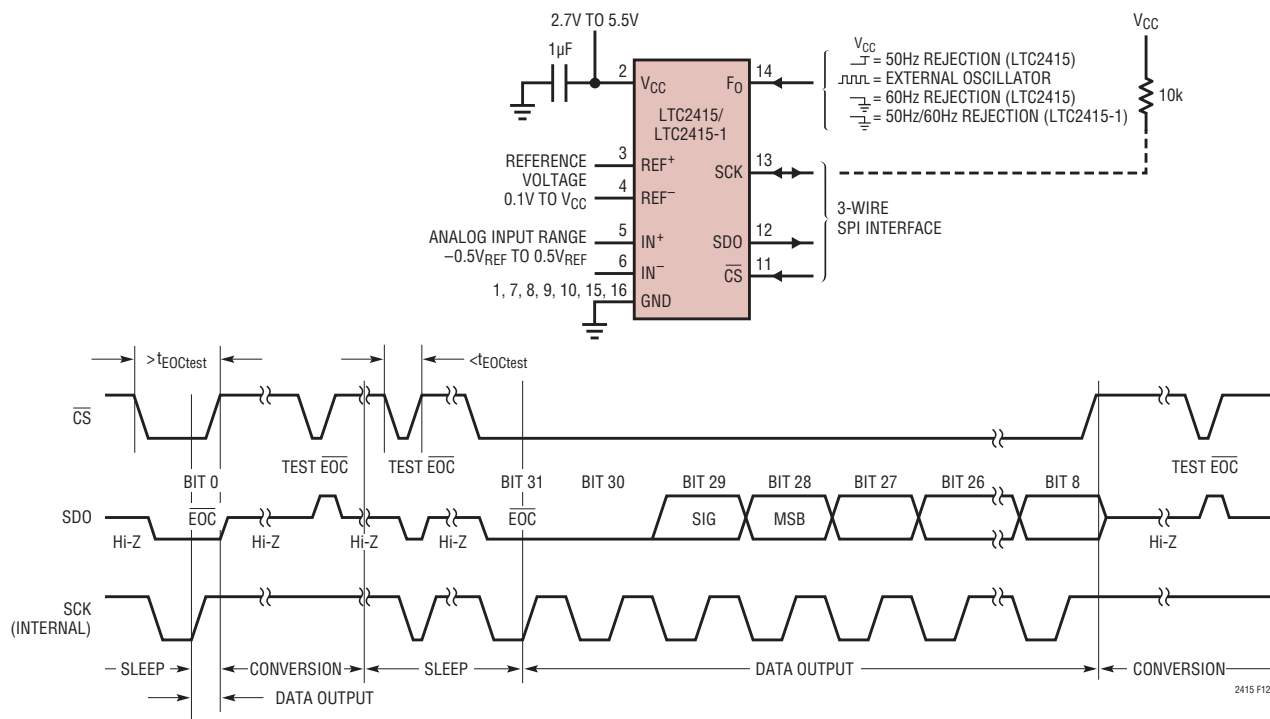 2.7V TO 5.5V
1µF
2
VCC
LTC2415/
LTC2415-1
FO
14
VCC
= 50Hz REJECTION (LTC2415)
= EXTERNAL OSCILLATOR
= 60Hz REJECTION (LTC2415)
= 50Hz/60Hz REJECTION (LTC2415-1)
VCC
10k
REFERENCE
VOLTAGE
0.1V TO VCC
3
REF+
4
REF–
SCK
13
3-WIRE
SPI INTERFACE
ANALOG INPUT RANGE
–0.5VREF TO 0.5VREF
5
IN+
6
IN–
SDO
12
CS
11
1, 7, 8, 9, 10, 15, 16
GND
>tEOCtest
<tEOCtest
CS
TEST EOC
TEST EOC
TEST EOC
BIT 0
BIT 31
BIT 30
BIT 29
BIT 28
BIT 27
BIT 26
BIT 8
SDO
EOC
EOC
SIG
MSB
Hi-Z
Hi-Z
Hi-Z
Hi-Z
Hi-Z
SCK
(INTERNAL)
SLEEP
CONVERSION
SLEEP
DATA OUTPUT
CONVERSION
DATA OUTPUT
2415 F12